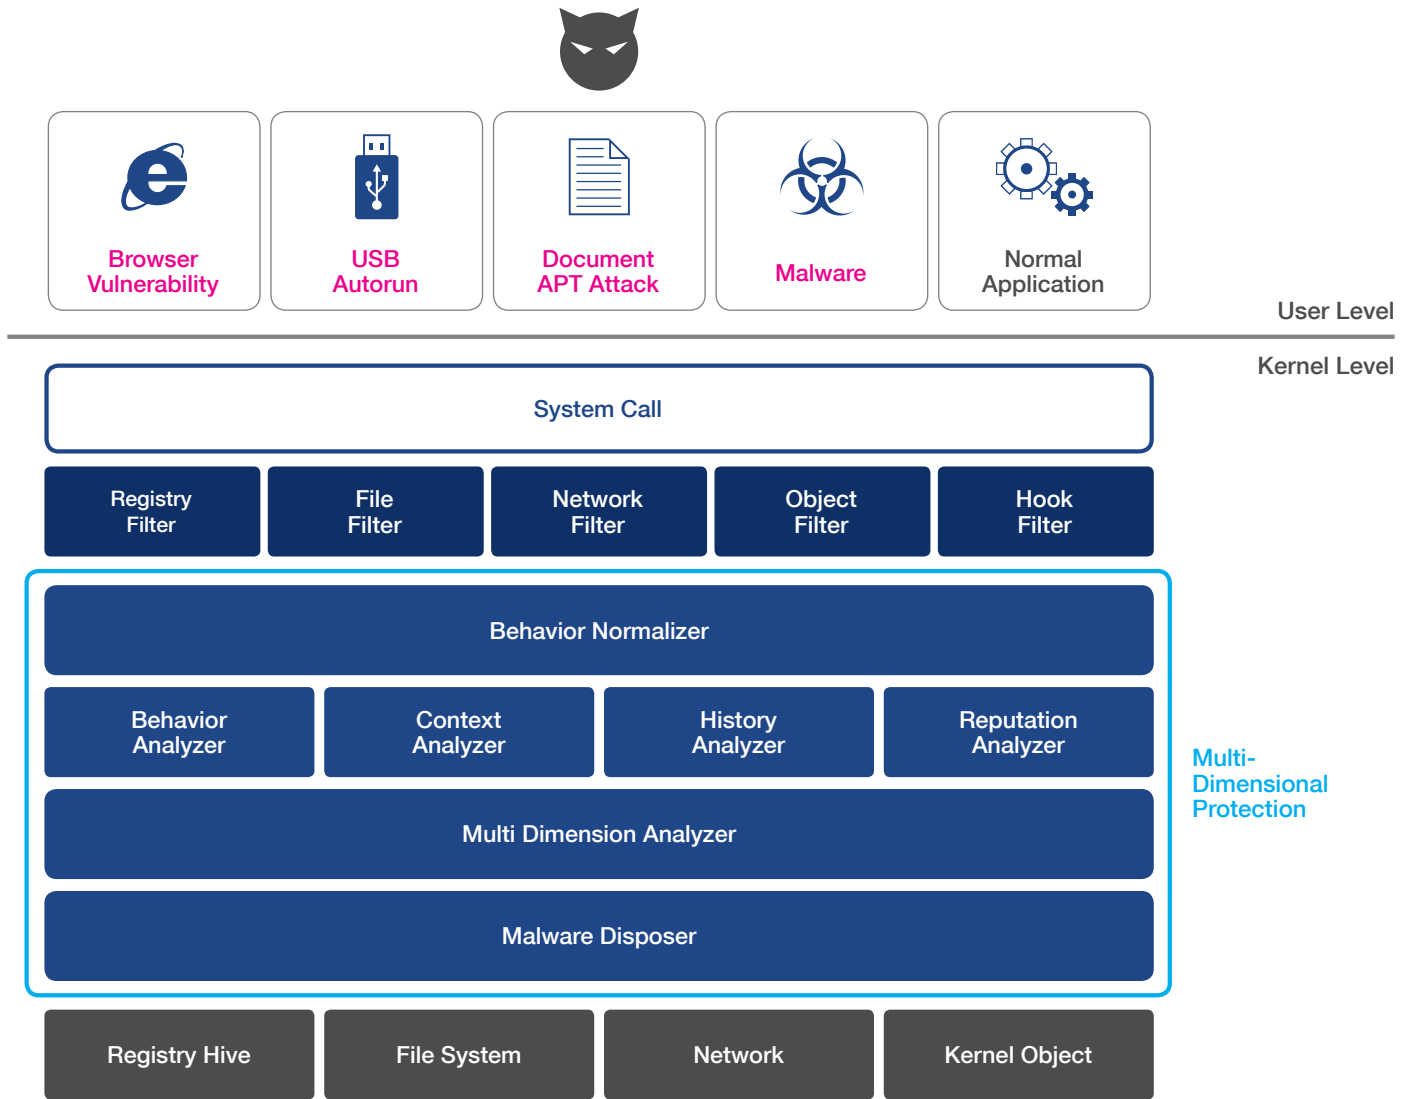 Browser
Vulnerability
USB
Autorun
Document
APT Attack
Malware
Normal
Application
User Level
Kernel Level
System Call
Registry
Filter
File
Filter
Network
Filter
Object
Filter
Hook
Filter
Behavior Normalizer
Behavior
Analyzer
Context
Analyzer
History
Analyzer
Reputation
Analyzer
Multi-
Dimensional
Protection
Multi Dimension Analyzer
Malware Disposer
Registry Hive
File System
Network
Kernel Object